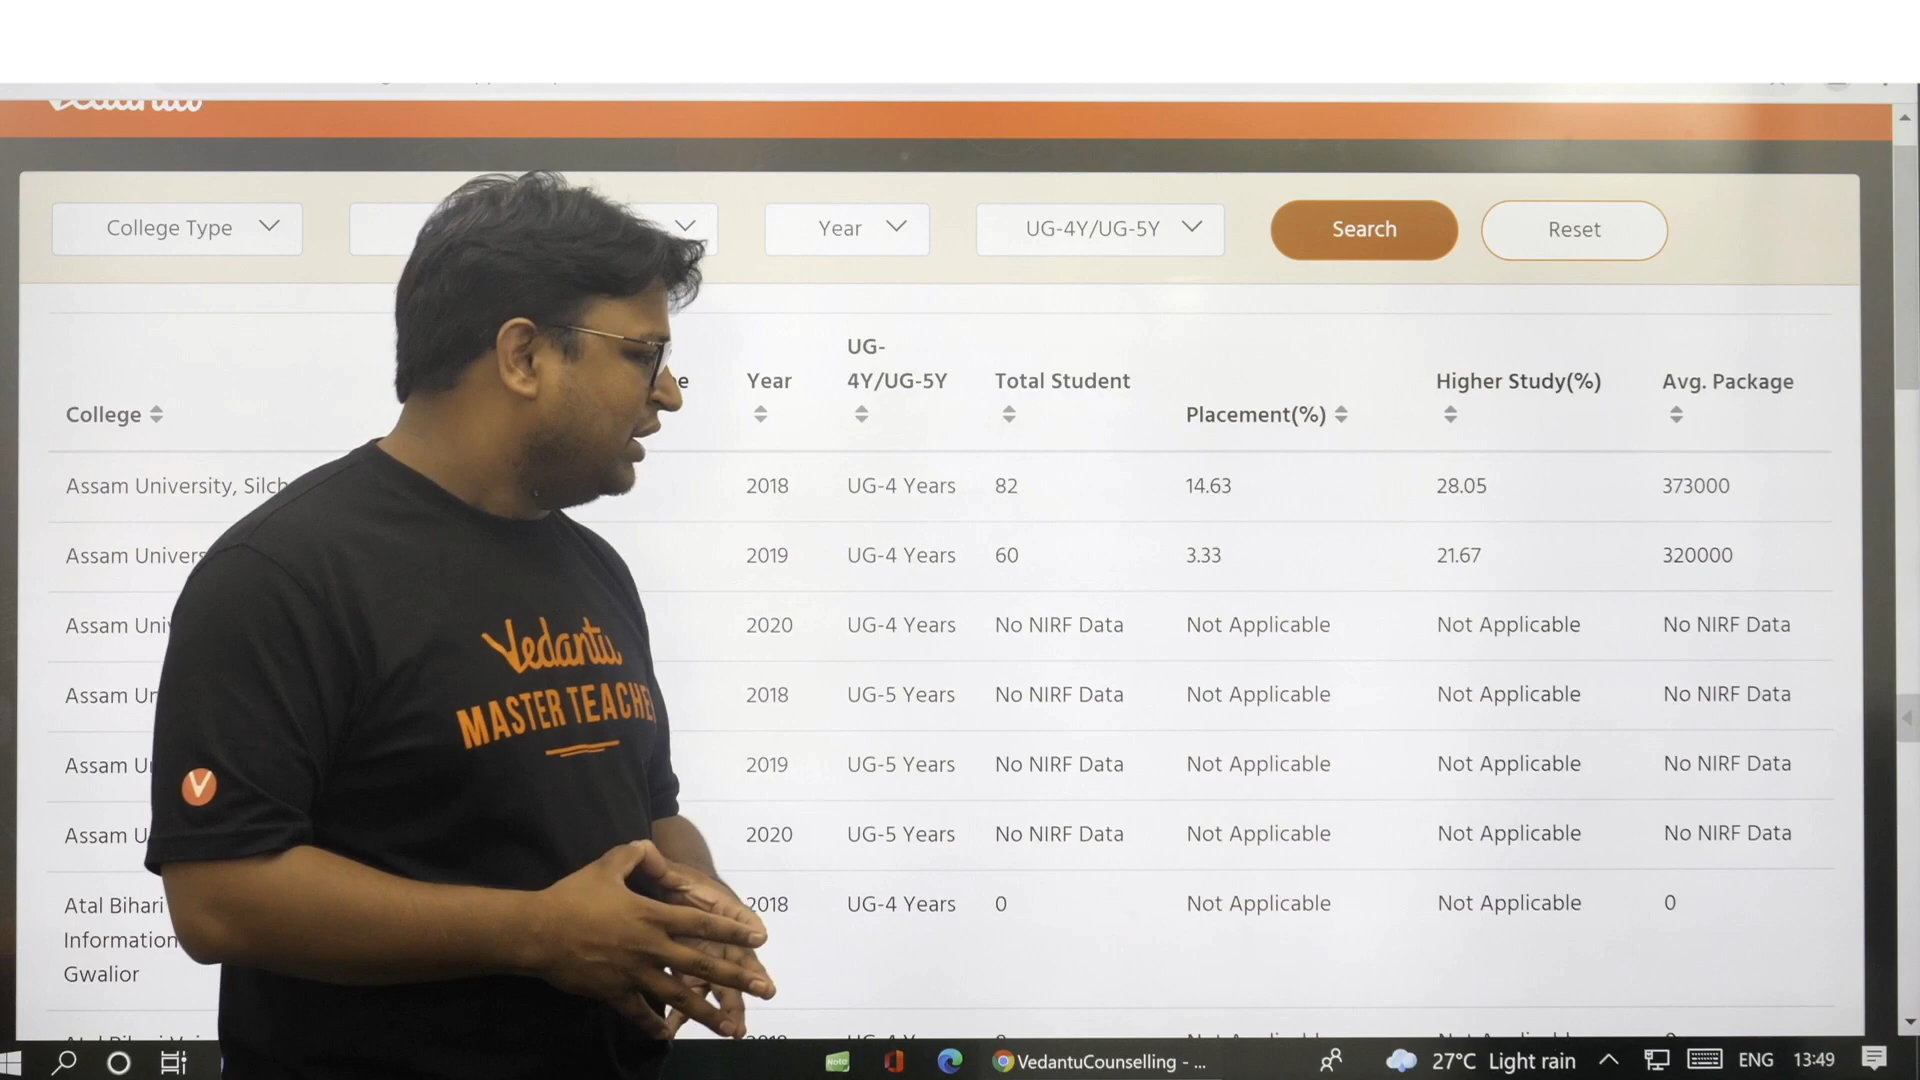 College Type Year UG-4Y/UG-5Y Search Reset
College Year UG-4Y/UG-5Y Total Student Placement(%) Higher Study(%) Avg. Package
Assam University, 2018 UG-4 Years 82 14.63 28.05 373000
Assam 2019 UG-4 Years 60 3.33 21.67 320000
Assam 2020 UG-4 Years No NIRF Data Not Applicable Not Applicable No NIRF Data
Assam 2018 UG-5 Years No NIRF Data Not Applicable Not Applicable No NIRF Data
Assam 2019 UG-5 Years No NIRF Data Not Applicable Not Applicable No NIRF Data
Assam 2020 UG-5 Years No NIRF Data Not Applicable Not Applicable No NIRF Data
Atal Bihari 2018 UG-4 Years 0 Not Applicable Not Applicable 0
Information
Gwalior
Vedantu
MASTER TEACHE
V
Note VedantuCounselling - ... 27°C Light rain ENG 13:49